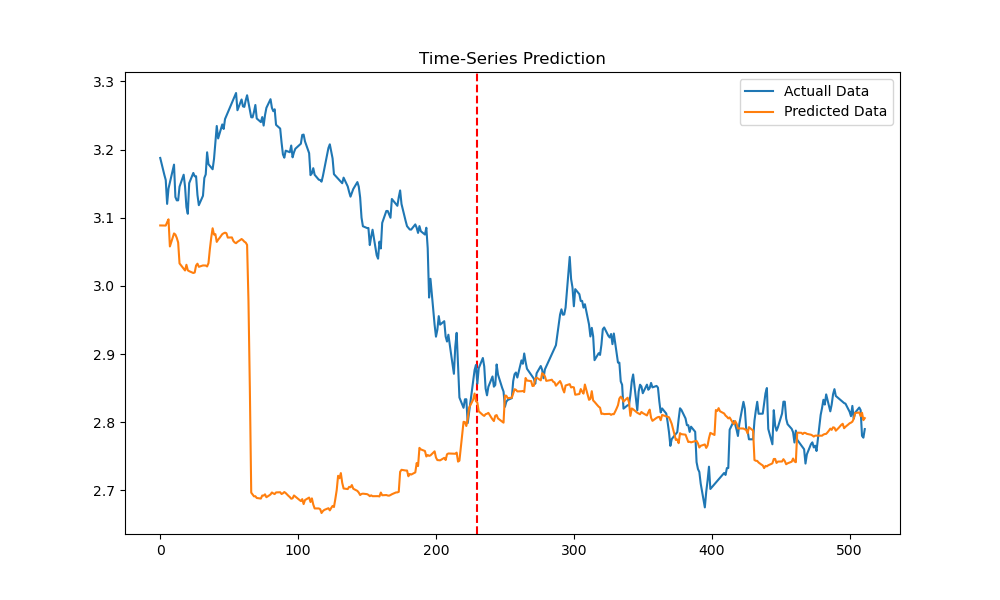 Time-Series Prediction
Actuall Data
Predicted Data
3.3
3.2
3.1
3.0
2.9
2.8
2.7
0 100 200 300 400 500